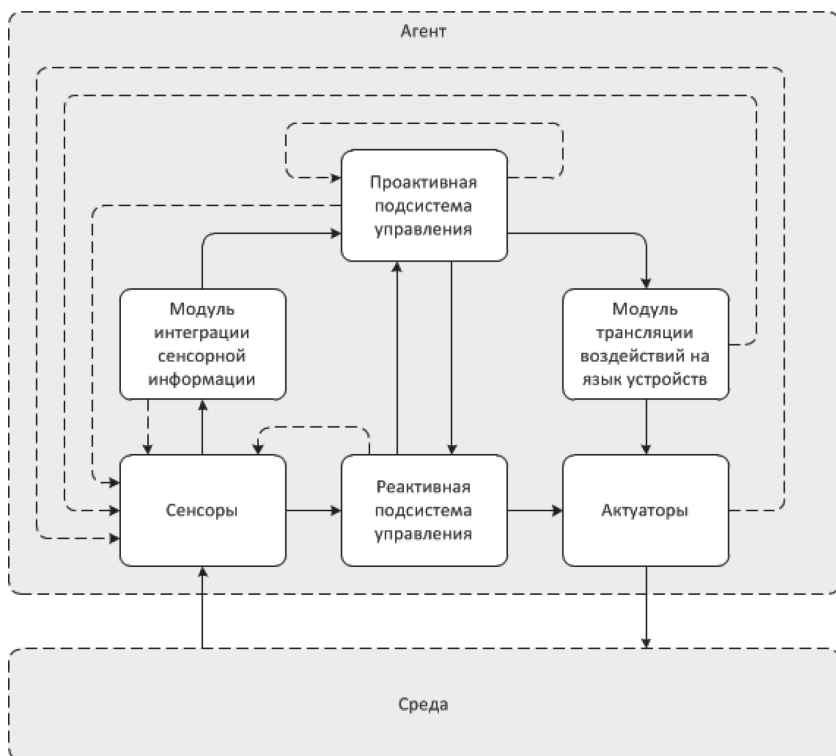 Агент
Проактивная
подсистема
управления
Модуль
интеграции
сенсорной
информации
Модуль
трансляции
воздействий на
язык устройств
Сенсоры
Реактивная
подсистема
управления
Актуаторы
Среда